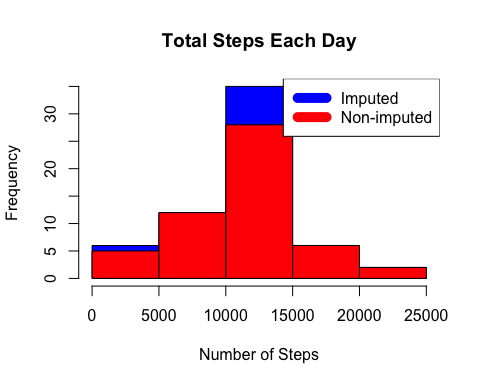 Total Steps Each Day
Imputed
Non-imputed
Frequency
30
20
10
5
0
0 5000 10000 15000 20000 25000
Number of Steps